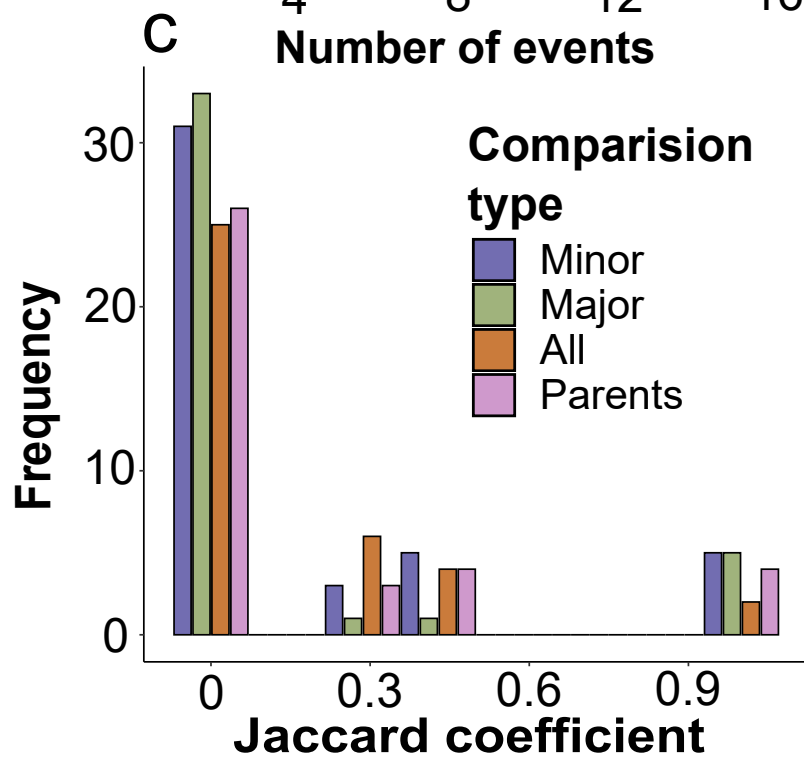 C
Number of events
Comparision
type
Minor
Major
All
Parents
Frequency
30
20
10
0
0 0.3 0.6 0.9
Jaccard coefficient